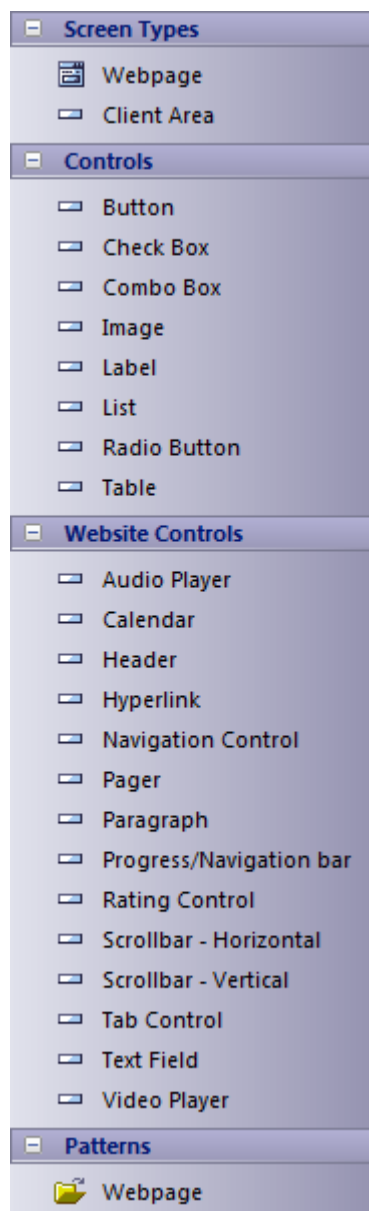 Screen Types
Webpage
Client Area
Controls
Button
Check Box
Combo Box
Image
Label
List
Radio Button
Table
Website Controls
Audio Player
Calendar
Header
Hyperlink
Navigation Control
Pager
Paragraph
Progress/Navigation bar
Rating Control
Scrollbar - Horizontal
Scrollbar - Vertical
Tab Control
Text Field
Video Player
Patterns
Webpage